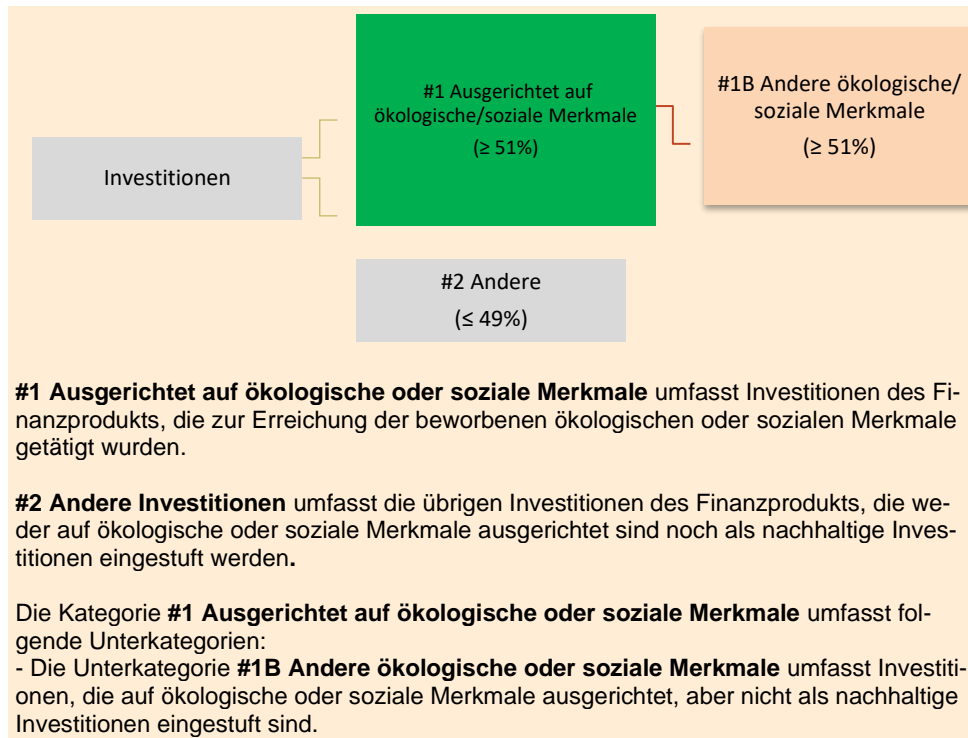 #1 Ausgerichtet auf
ökologische/soziale Merkmale
(≥ 51%)
#1B Andere ökologische/
soziale Merkmale
(≥ 51%)
Investitionen
#2 Andere
(≤ 49%)
#1 Ausgerichtet auf ökologische oder soziale Merkmale umfasst Investitionen des Fi-
nanzprodukts, die zur Erreichung der beworbenen ökologischen oder sozialen Merkmale
getätigt wurden.
#2 Andere Investitionen umfasst die übrigen Investitionen des Finanzprodukts, die we-
der auf ökologische oder soziale Merkmale ausgerichtet sind noch als nachhaltige Inves-
titionen eingestuft werden.
Die Kategorie #1 Ausgerichtet auf ökologische oder soziale Merkmale umfasst fol-
gende Unterkategorien:
- Die Unterkategorie #1B Andere ökologische oder soziale Merkmale umfasst Investiti-
onen, die auf ökologische oder soziale Merkmale ausgerichtet, aber nicht als nachhaltige
Investitionen eingestuft sind.